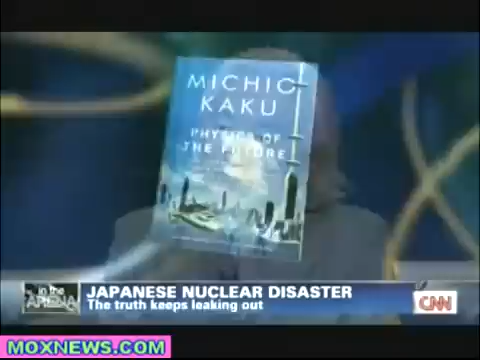 MICHIO
KAKU
PHYSICS OF
THE FUTURE
in the
ARENA
JAPANESE NUCLEAR DISASTER
The truth keeps leaking out
CNN
MOXNEWS.COM